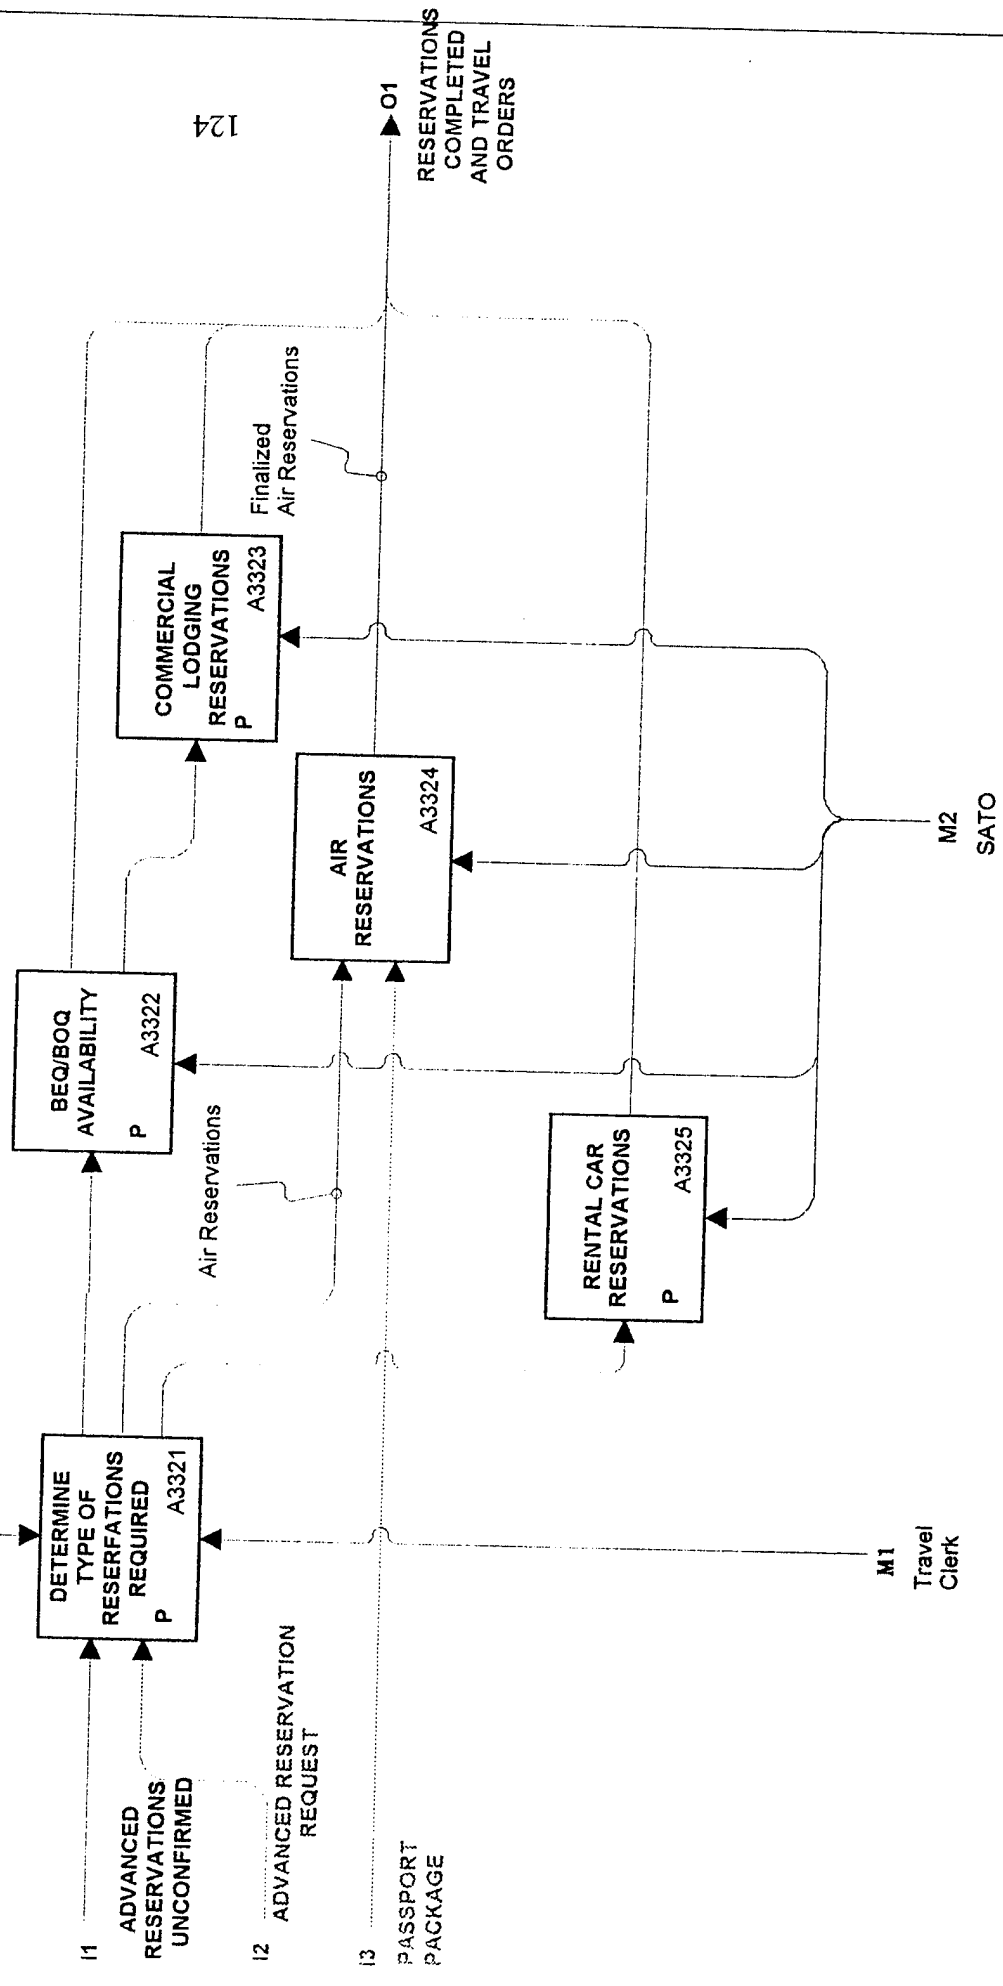 I1
ADVANCED
RESERVATIONS
UNCONFIRMED
I2
ADVANCED RESERVATION
REQUEST
I3
PASSPORT
PACKAGE
DETERMINE
TYPE OF
RESERFATIONS
REQUIRED
P
A3321
M1
Travel
Clerk
BEQ/BOQ
AVAILABILITY
P
A3322
Air Reservations
RENTAL CAR
RESERVATIONS
P
A3325
COMMERCIAL
LODGING
RESERVATIONS
P
A3323
AIR
RESERVATIONS
A3324
M2
SATO
Finalized
Air Reservations
O1
RESERVATIONS
COMPLETED
AND TRAVEL
ORDERS
124